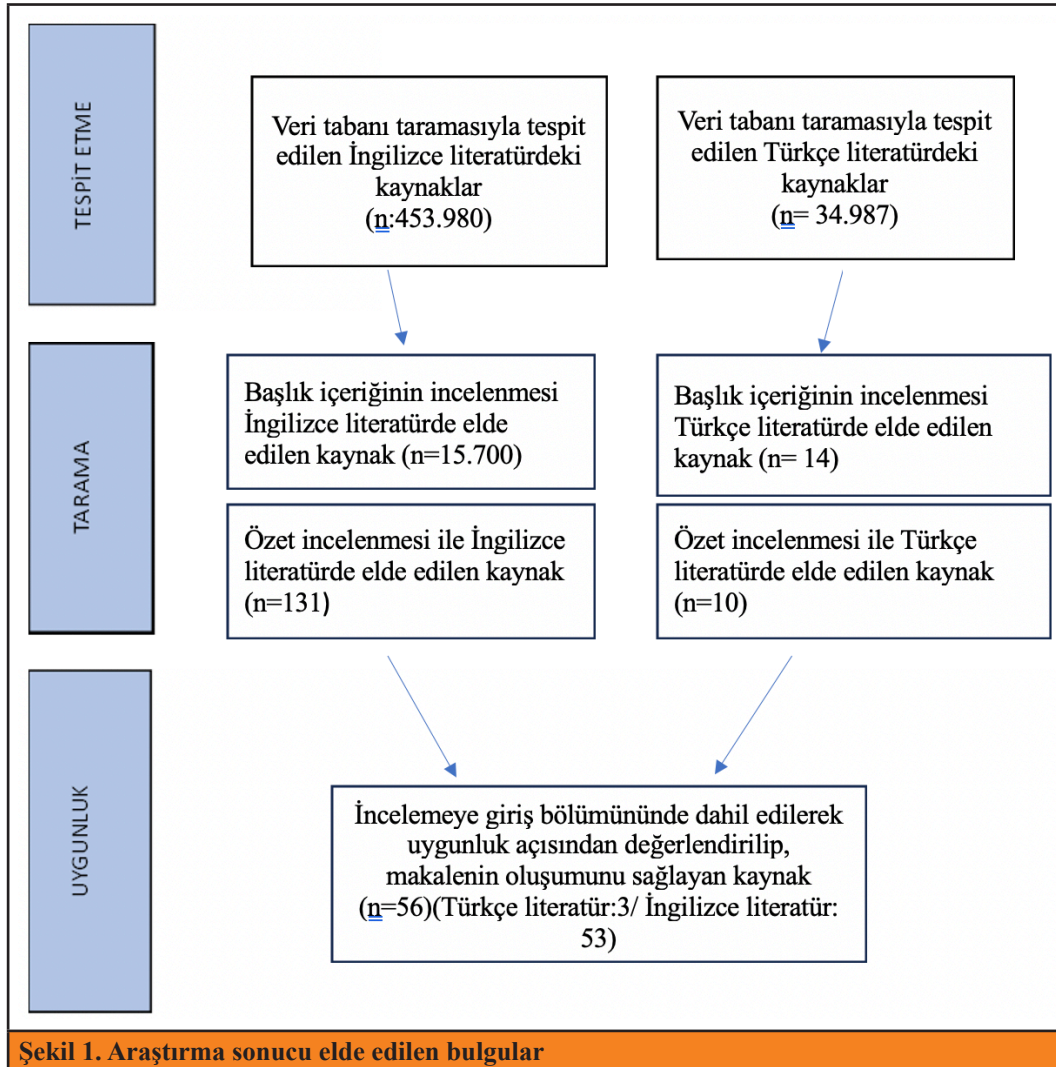 TESPİT ETME
Veri tabanı taramasıyla tespit
edilen İngilizce literatürdeki
kaynaklar
(n:453.980)
Veri tabanı taramasıyla tespit
edilen Türkçe literatürdeki
kaynaklar
(n= 34.987)
TARAMA
Başlık içeriğinin incelenmesi
İngilizce literatürde elde
edilen kaynak (n=15.700)
Başlık içeriğinin incelenmesi
Türkçe literatürde elde edilen
kaynak (n= 14)
Özet incelenmesi ile İngilizce
literatürde elde edilen kaynak
(n=131)
Özet incelenmesi ile Türkçe
literatürde elde edilen kaynak
(n=10)
UYGUNLUK
İncelemeye giriş bölümününde dahil edilerek
uygunluk açısından değerlendirilip,
makalenin oluşumunu sağlayan kaynak
(n=56)(Türkçe literatür:3/ İngilizce literatür:
53)
Şekil 1. Araştırma sonucu elde edilen bulgular